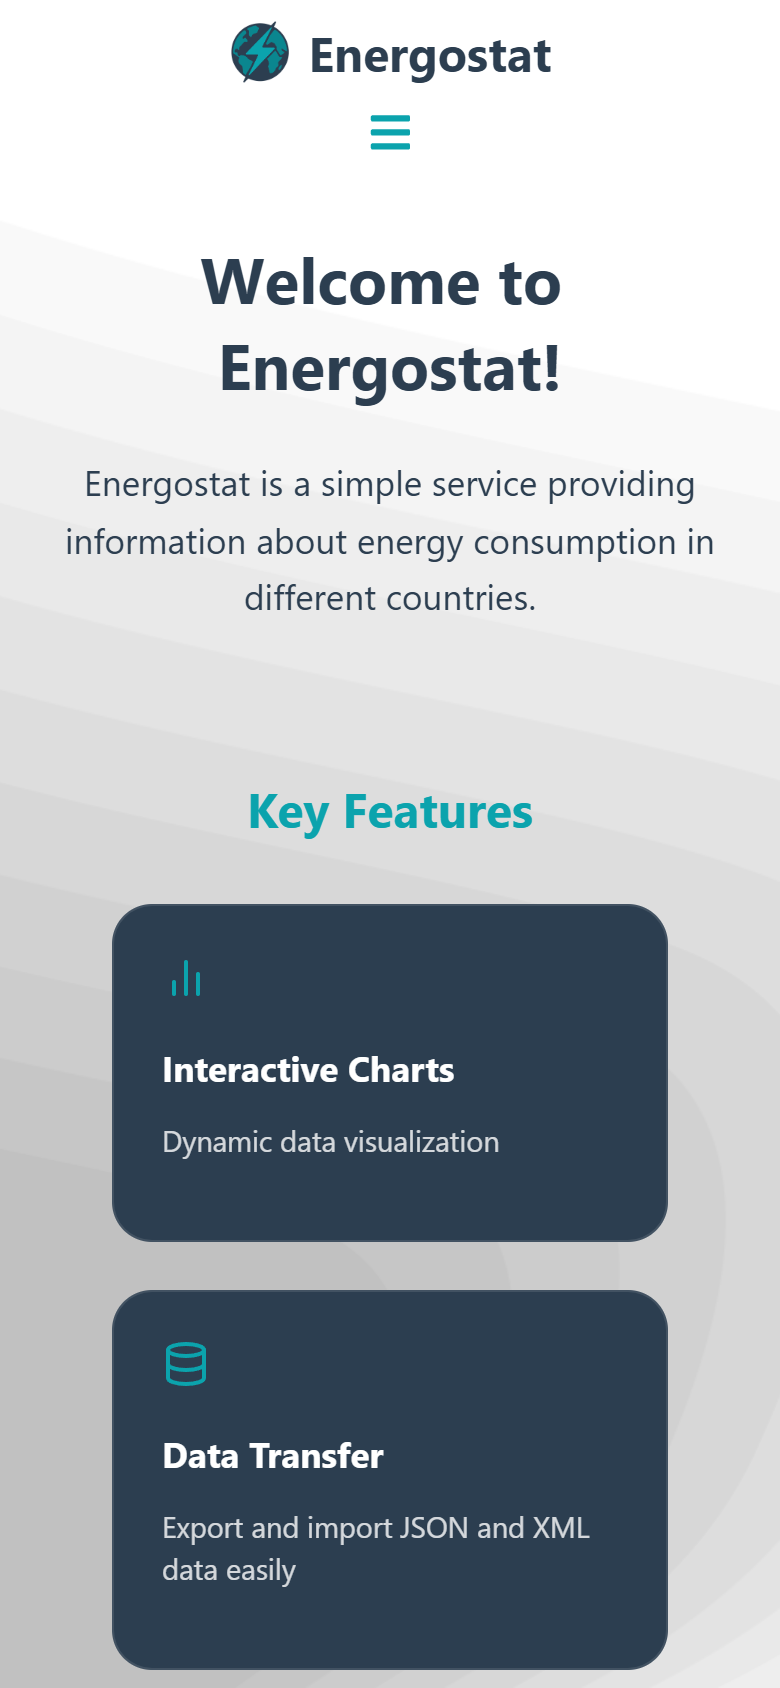 Energostat
Welcome to
Energostat!
Energostat is a simple service providing
information about energy consumption in
different countries.
Key Features
Interactive Charts
Dynamic data visualization
Data Transfer
Export and import JSON and XML
data easily